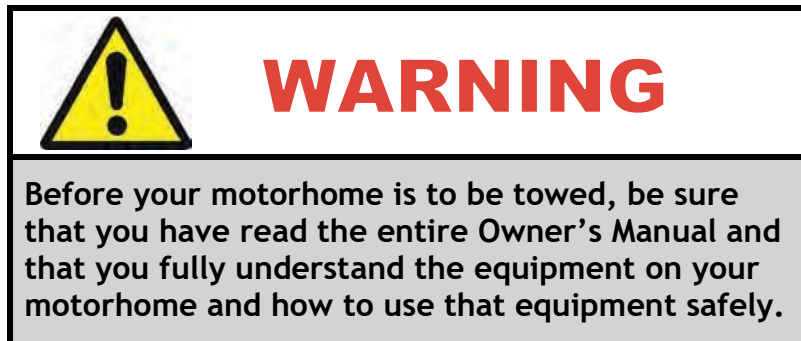 WARNING
Before your motorhome is to be towed, be sure
that you have read the entire Owner’s Manual and
that you fully understand the equipment on your
motorhome and how to use that equipment safely.